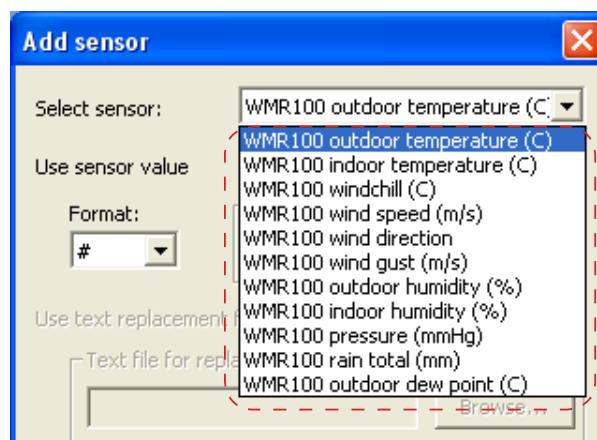 Add sensor
Select sensor:
WMR100 outdoor temperature (C)
WMR100 outdoor temperature (C)
Use sensor value
WMR100 indoor temperature (C)
WMR100 windchill (C)
Format:
WMR100 wind speed (m/s)
#
WMR100 wind direction
WMR100 wind gust (m/s)
WMR100 outdoor humidity (%)
Use text replacement
WMR100 indoor humidity (%)
WMR100 pressure (mmHg)
Text file for repla
WMR100 rain total (mm)
WMR100 outdoor dew point (C)
Browse...